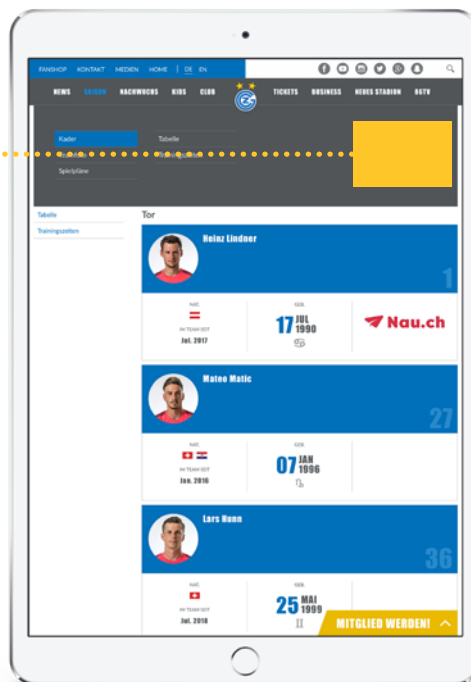 FANSHOP KONTAKT MEDIEN HOME | DE EN
NEWS SAISON NACHWUCHS KIDS CLUB TICKETS BUSINESS NEUES STADION GCTV
Kader Tabelle
Trainingszeiten
Spielpläne
Tabelle
Trainingszeiten
Tor
Heinz Lindner
1
NAT. GEB.
17 JUL 1990
IM TEAM SEIT
Jul. 2017
Nau.ch
Mateo Matic
27
NAT. GEB.
07 JAN 1996
IM TEAM SEIT
Jan. 2016
Lars Hunn
36
NAT. GEB.
25 MAI 1999
IM TEAM SEIT
Jul. 2018
MITGLIED WERDEN!